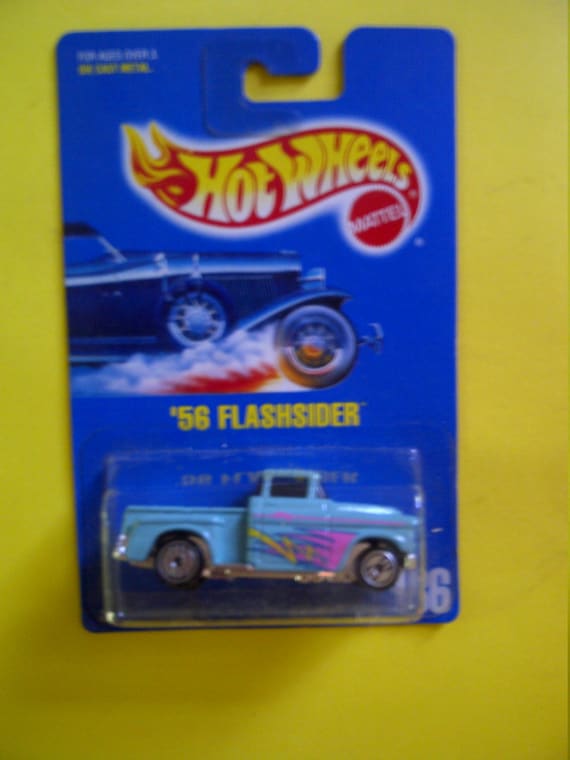 FOR AGES OVER 3
DIE CAST METAL
HOT WHEELS
MATTEL
'56 FLASHSIDER